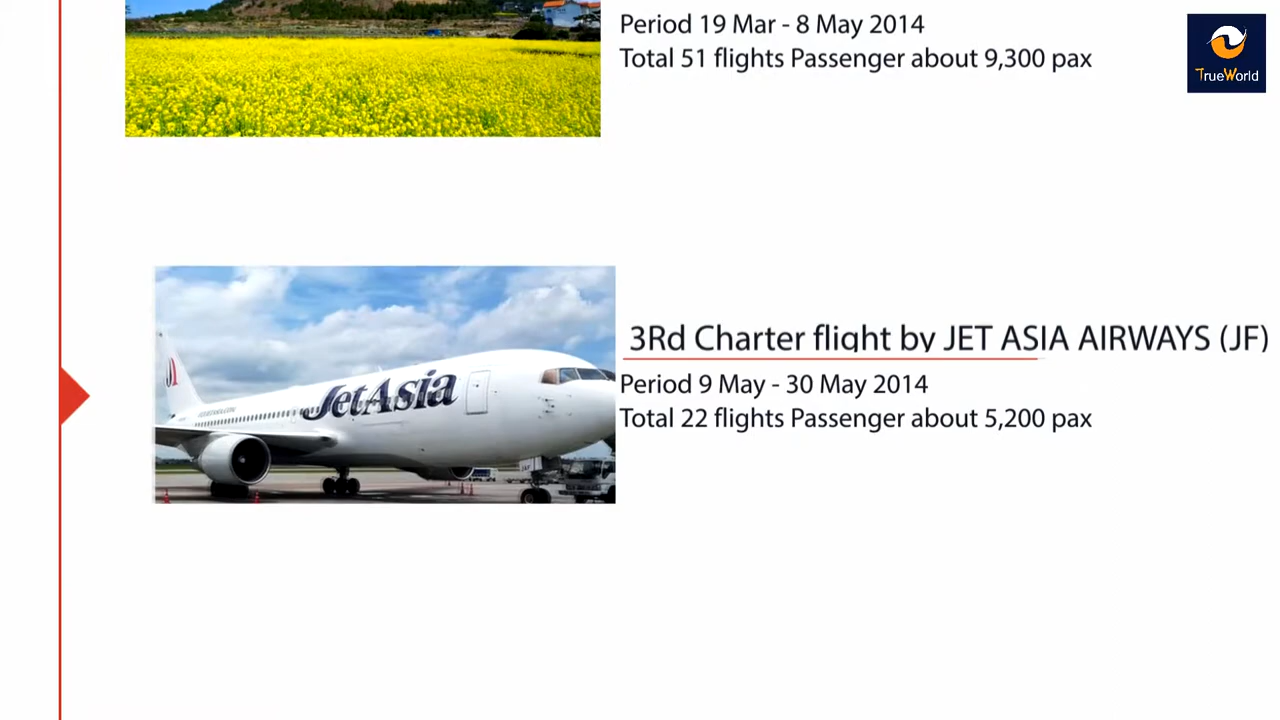 Period 19 Mar - 8 May 2014
Total 51 flights Passenger about 9,300 pax
TrueWorld
3Rd Charter flight by JET ASIA AIRWAYS (JF)
Period 9 May - 30 May 2014
Total 22 flights Passenger about 5,200 pax
JetAsia